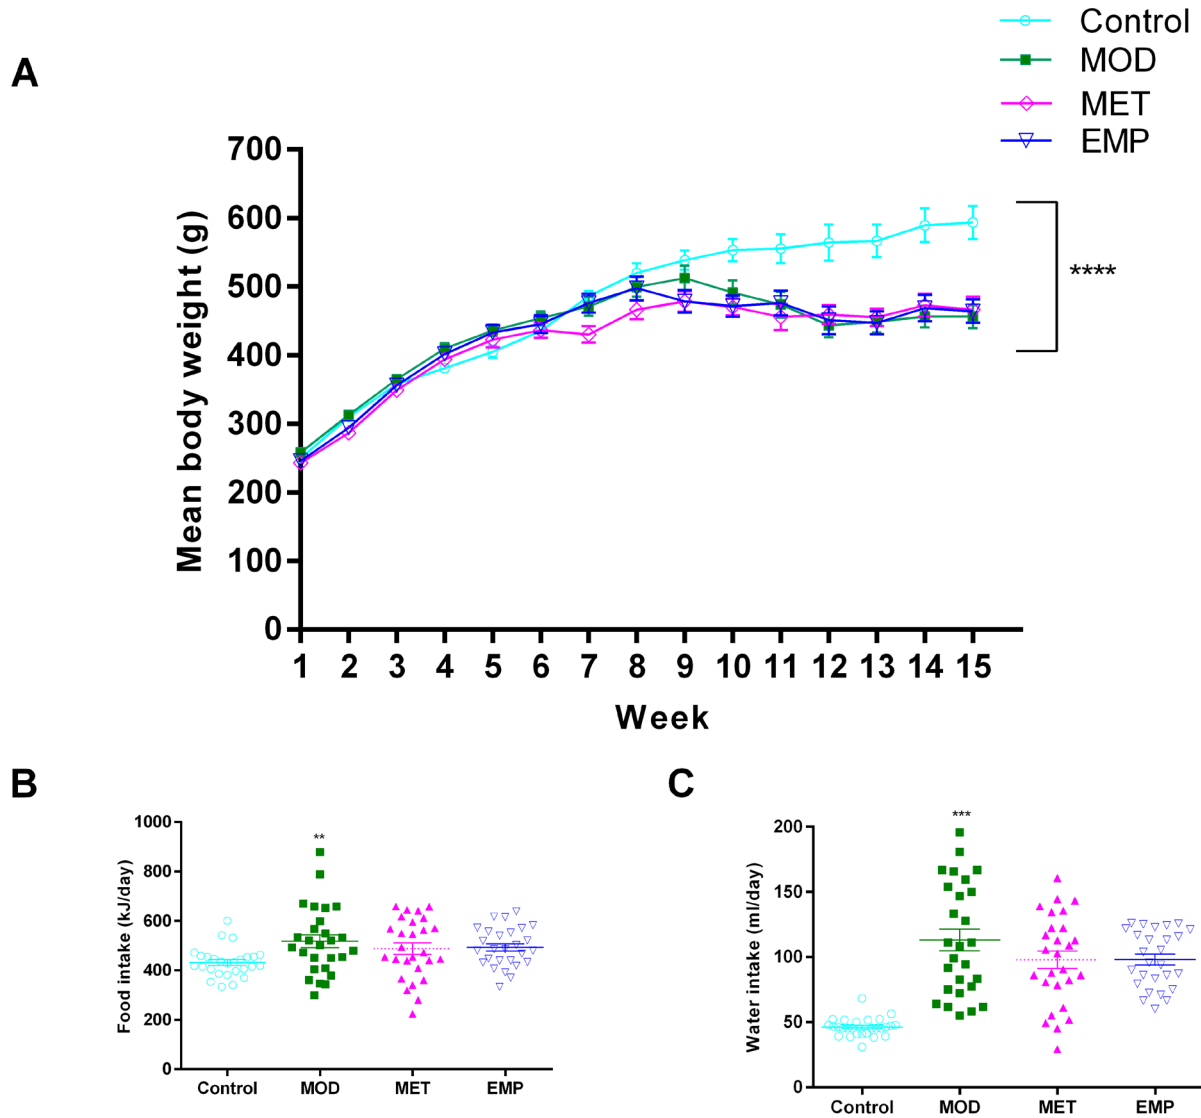 Control
MOD
MET
EMP
A
700
600
500
400
300
200
100
0
Mean body weight (g)
1 2 3 4 5 6 7 8 9 10 11 12 13 14 15
Week
****
B
1000
800
600
400
200
0
Food intake (kJ/day)
**
Control MOD MET EMP
C
200
150
100
50
0
Water intake (ml/day)
***
Control MOD MET EMP